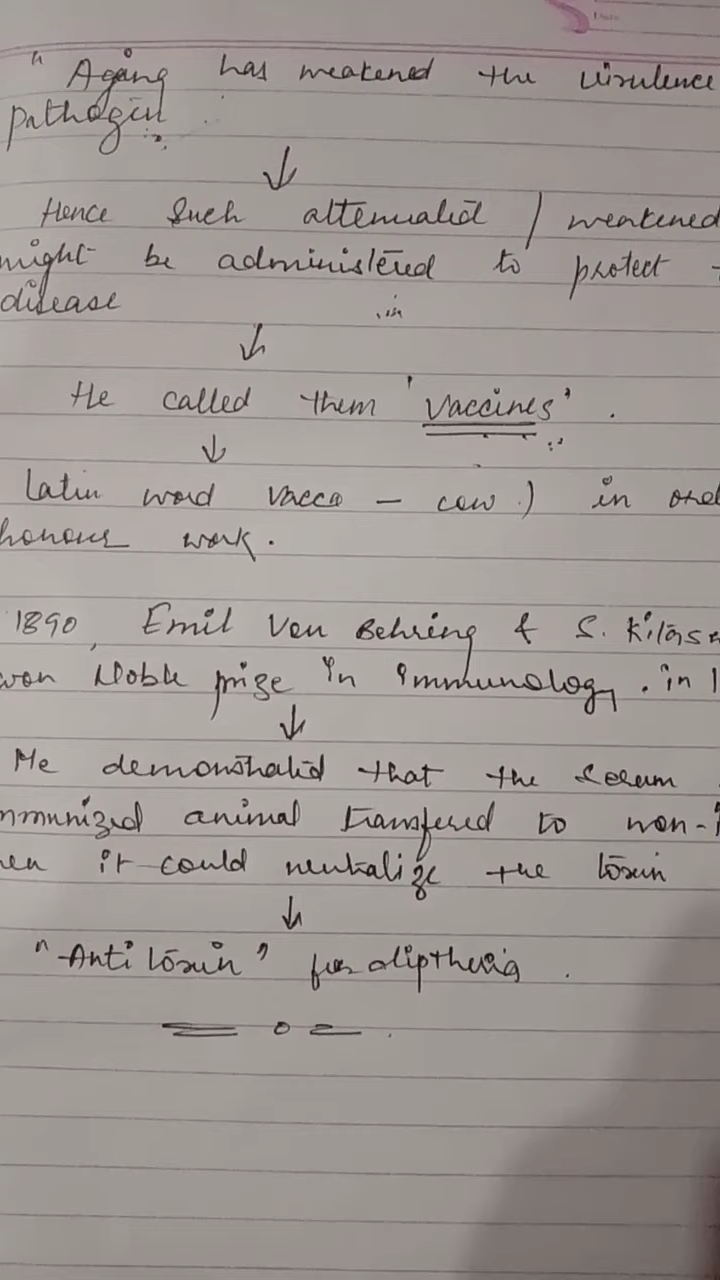 " Aging has weakened the virulence
pathogen
↓
Hence such attenuated / weakened
might be administered to protect
disease
↓
He called them 'Vaccines' .
↓
Latin word vacca - cow ) in
honour work .
1890 , Emil Von Behring & S.
won Noble prize in Immunology . in 1
↓
He demonstrated that the serum
animal transfered to non-
it could neutralize the toxin
↓
" Anti toxin " for diptheria .